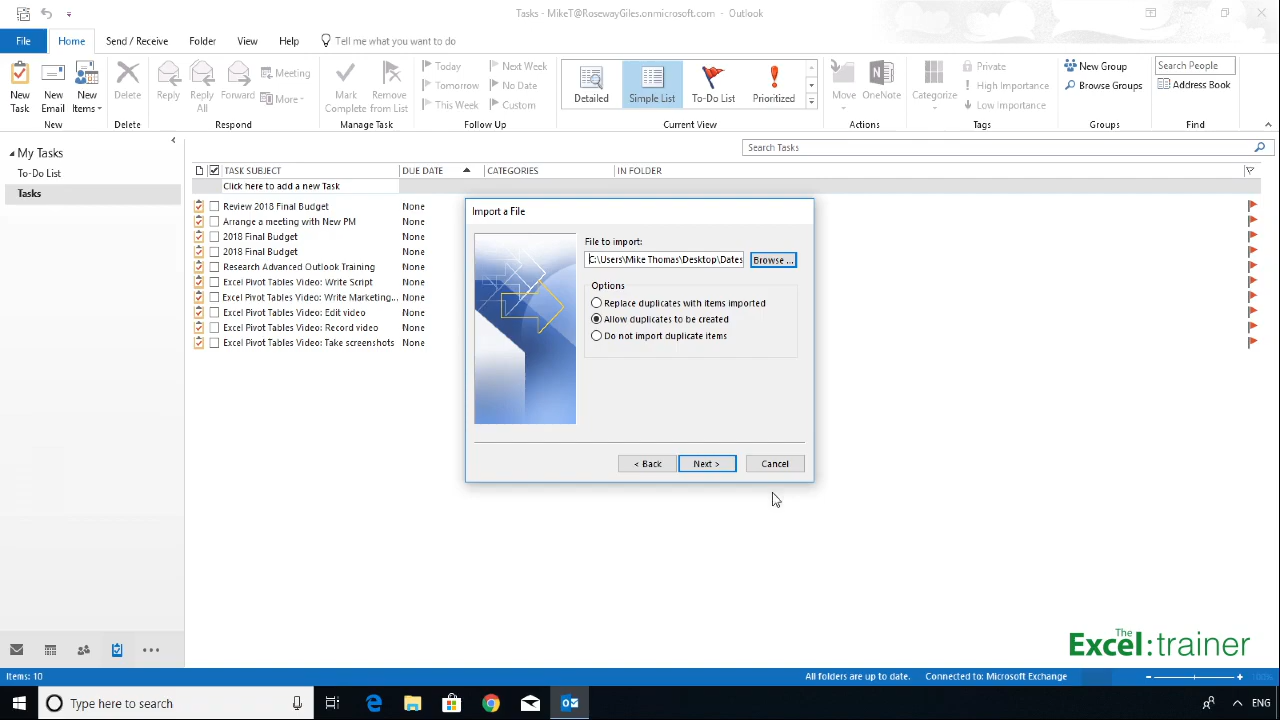 Tasks - MikeT@RosewayGiles.onmicrosoft.com - Outlook
File Home Send / Receive Folder View Help Tell me what you want to do
New Task
New Email
New Items
New
Delete
Delete
Reply
Reply All
Forward
Meeting
More
Respond
Mark Complete
Remove from List
Manage Task
Today
Tomorrow
This Week
Next Week
No Date
Custom
Follow Up
Detailed
Simple List
To-Do List
Prioritized
Current View
Move
OneNote
Actions
Categorize
Private
High Importance
Low Importance
Tags
New Group
Browse Groups
Groups
Search People
Address Book
Find
My Tasks
To-Do List
Tasks
Search Tasks
TASK SUBJECT DUE DATE CATEGORIES IN FOLDER
Click here to add a new Task
Review 2018 Final Budget None
Arrange a meeting with New PM None
2018 Final Budget None
2018 Final Budget None
Research Advanced Outlook Training None
Excel Pivot Tables Video: Write Script None
Excel Pivot Tables Video: Write Marketing... None
Excel Pivot Tables Video: Edit video None
Excel Pivot Tables Video: Record video None
Excel Pivot Tables Video: Take screenshots None
Import a File
File to import:
C:\Users\Mike Thomas\Desktop\Dates
Browse ...
Options
Replace duplicates with items imported
Allow duplicates to be created
Do not import duplicate items
< Back Next > Cancel
The
Excel:trainer
Items: 10 All folders are up to date. Connected to: Microsoft Exchange 100%
Type here to search ENG